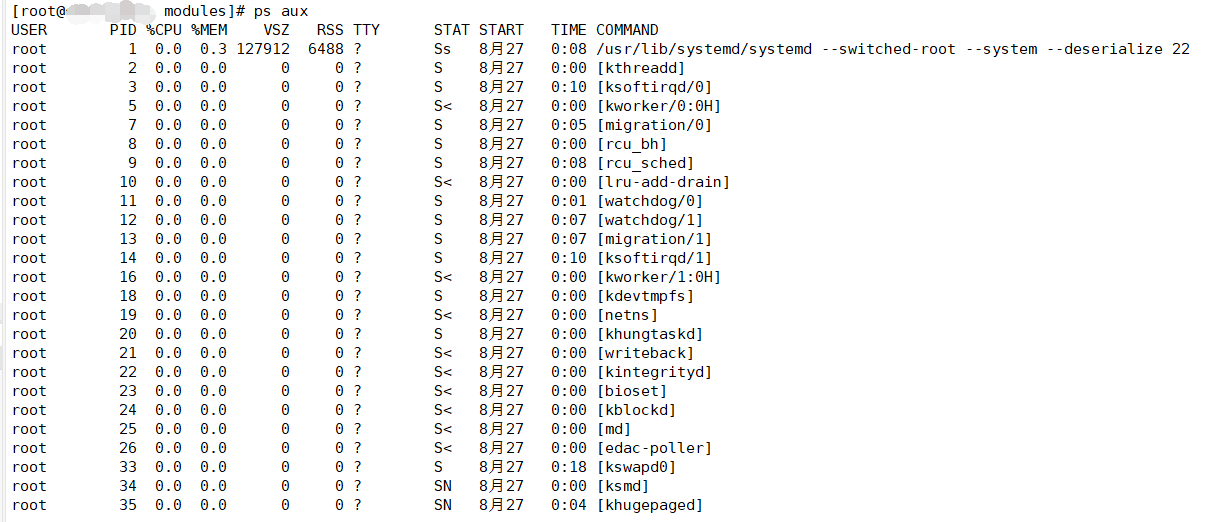 [root@ modules]# ps aux
USER PID %CPU %MEM VSZ RSS TTY STAT START TIME COMMAND
root 1 0.0 0.3 127912 6488 ? Ss 8月27 0:08 /usr/lib/systemd/systemd --switched-root --system --deserialize 22
root 2 0.0 0.0 0 0 ? S 8月27 0:00 [kthreadd]
root 3 0.0 0.0 0 0 ? S 8月27 0:10 [ksoftirqd/0]
root 5 0.0 0.0 0 0 ? S< 8月27 0:00 [kworker/0:0H]
root 7 0.0 0.0 0 0 ? S 8月27 0:05 [migration/0]
root 8 0.0 0.0 0 0 ? S 8月27 0:00 [rcu_bh]
root 9 0.0 0.0 0 0 ? S 8月27 0:08 [rcu_sched]
root 10 0.0 0.0 0 0 ? S< 8月27 0:00 [lru-add-drain]
root 11 0.0 0.0 0 0 ? S 8月27 0:01 [watchdog/0]
root 12 0.0 0.0 0 0 ? S 8月27 0:07 [watchdog/1]
root 13 0.0 0.0 0 0 ? S 8月27 0:07 [migration/1]
root 14 0.0 0.0 0 0 ? S 8月27 0:10 [ksoftirqd/1]
root 16 0.0 0.0 0 0 ? S< 8月27 0:00 [kworker/1:0H]
root 18 0.0 0.0 0 0 ? S 8月27 0:00 [kdevtmpfs]
root 19 0.0 0.0 0 0 ? S< 8月27 0:00 [netns]
root 20 0.0 0.0 0 0 ? S 8月27 0:00 [khungtaskd]
root 21 0.0 0.0 0 0 ? S< 8月27 0:00 [writeback]
root 22 0.0 0.0 0 0 ? S< 8月27 0:00 [kintegrityd]
root 23 0.0 0.0 0 0 ? S< 8月27 0:00 [bioset]
root 24 0.0 0.0 0 0 ? S< 8月27 0:00 [kblockd]
root 25 0.0 0.0 0 0 ? S< 8月27 0:00 [md]
root 26 0.0 0.0 0 0 ? S< 8月27 0:00 [edac-poller]
root 33 0.0 0.0 0 0 ? S 8月27 0:18 [kswapd0]
root 34 0.0 0.0 0 0 ? SN 8月27 0:00 [ksmd]
root 35 0.0 0.0 0 0 ? SN 8月27 0:04 [khugepaged]